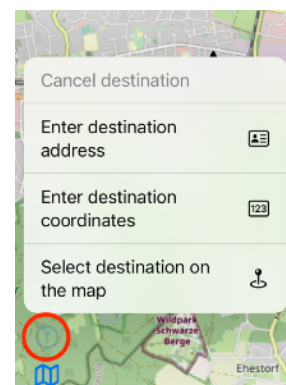 Cancel destination
Enter destination
address
123
Enter destination
coordinates
Select destination on
the map
Wildpark
Schwarze
Berge
Ehestorf